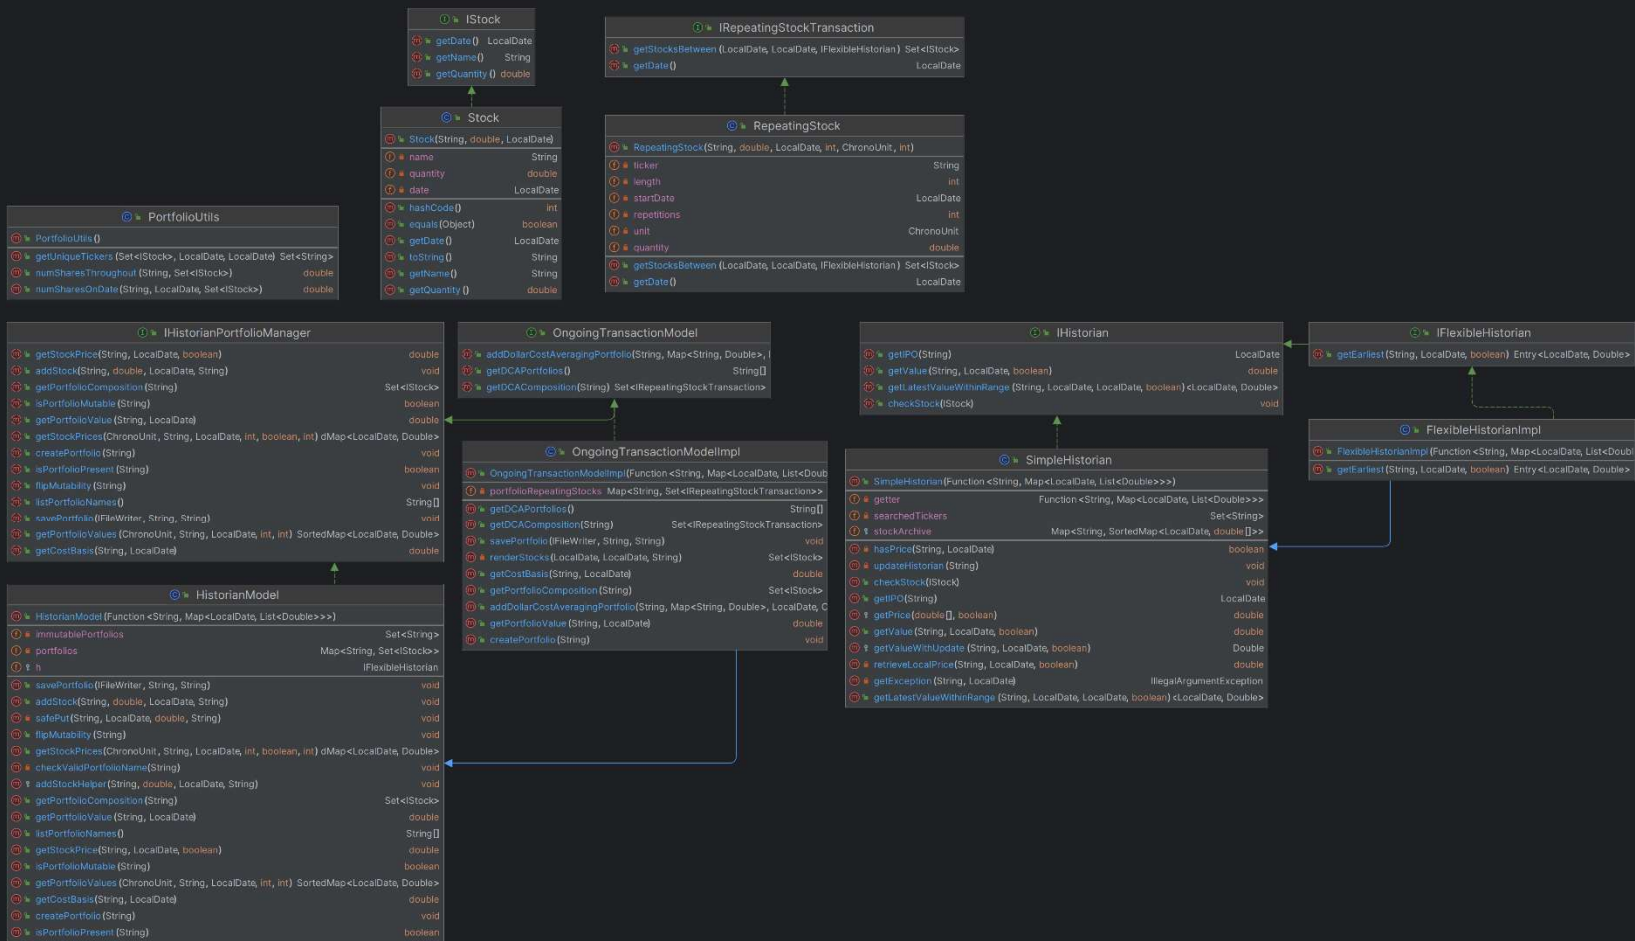 IStock
getDate() LocalDate
getName() String
getQuantity() double
IRepeatingStockTransaction
getStocksBetween(LocalDate, LocalDate, IFlexibleHistorian) Set<IStock>
getDate() LocalDate
Stock
Stock(String, double, LocalDate)
name String
quantity double
date LocalDate
hashCode() int
equals(Object) boolean
getDate() LocalDate
toString() String
getName() String
getQuantity() double
RepeatingStock
RepeatingStock(String, double, LocalDate, int, ChronoUnit, int)
ticker String
length int
startDate LocalDate
repetitions int
unit ChronoUnit
quantity double
getStocksBetween(LocalDate, LocalDate, IFlexibleHistorian) Set<IStock>
getDate() LocalDate
PortfolioUtils
PortfolioUtils()
getUniqueTickers(Set<IStock>, LocalDate, LocalDate) Set<String>
numSharesThroughout(String, Set<IStock>) double
numSharesOnDate(String, LocalDate, Set<IStock>) double
IHistorianPortfolioManager
getStockPrice(String, LocalDate, boolean) double
addStock(String, double, LocalDate, String) void
getPortfolioComposition(String) Set<IStock>
isPortfolioMutable(String) boolean
getPortfolioValue(String, LocalDate) double
getStockPrices(ChronoUnit, String, LocalDate, int, boolean, int) dMap<LocalDate, Double>
createPortfolio(String) void
isPortfolioPresent(String) boolean
flipMutability(String) void
listPortfolioNames() String[]
savePortfolio(IFileWriter, String, String) void
getPortfolioValues(ChronoUnit, String, LocalDate, int, int) SortedMap<LocalDate, Double>
getCostBasis(String, LocalDate) double
OngoingTransactionModel
addDollarCostAveragingPortfolio(String, Map<String, Double>, l
getDCAPortfolios() String[]
getDCAComposition(String) Set<IRepeatingStockTransaction>
IHistorian
getIPO(String) LocalDate
getValue(String, LocalDate, boolean) double
getLatestValueWithinRange(String, LocalDate, LocalDate, boolean) <LocalDate, Double>
checkStock(IStock) void
IFlexibleHistorian
getEarliest(String, LocalDate, boolean) Entry<LocalDate, Double>
FlexibleHistorianImpl
FlexibleHistorianImpl(Function<String, Map<LocalDate, List<Doubl
getEarliest(String, LocalDate, boolean) Entry<LocalDate, Double>
OngoingTransactionModelImpl
OngoingTransactionModelImpl(Function<String, Map<LocalDate, List<Doub
portfolioRepeatingStocks Map<String, Set<IRepeatingStockTransaction>>
getDCAPortfolios() String[]
getDCAComposition(String) Set<IRepeatingStockTransaction>
savePortfolio(IFileWriter, String, String) void
renderStocks(LocalDate, LocalDate, String) Set<IStock>
getCostBasis(String, LocalDate) double
getPortfolioComposition(String) Set<IStock>
addDollarCostAveragingPortfolio(String, Map<String, Double>, LocalDate, C
getPortfolioValue(String, LocalDate) double
createPortfolio(String) void
SimpleHistorian
SimpleHistorian(Function<String, Map<LocalDate, List<Double>>>)
getter Function<String, Map<LocalDate, List<Double>>>
searchedTickers Set<String>
stockArchive Map<String, SortedMap<LocalDate, double[]>>
hasPrice(String, LocalDate) boolean
updateHistorian(String) void
checkStock(IStock) void
getIPO(String) LocalDate
getPrice(double[], boolean) double
getValue(String, LocalDate, boolean) double
getValueWithUpdate(String, LocalDate, boolean) Double
retrieveLocalPrice(String, LocalDate, boolean) double
getException(String, LocalDate) IllegalArgumentException
getLatestValueWithinRange(String, LocalDate, LocalDate, boolean) <LocalDate, Double>
HistorianModel
HistorianModel(Function<String, Map<LocalDate, List<Double>>>)
immutablePortfolios Set<String>
portfolios Map<String, Set<IStock>>
h IFlexibleHistorian
savePortfolio(IFileWriter, String, String) void
addStock(String, double, LocalDate, String) void
safePut(String, LocalDate, double, String) void
flipMutability(String) void
getStockPrices(ChronoUnit, String, LocalDate, int, boolean, int) dMap<LocalDate, Double>
checkValidPortfolioName(String) void
addStockHelper(String, double, LocalDate, String) void
getPortfolioComposition(String) Set<IStock>
getPortfolioValue(String, LocalDate) double
listPortfolioNames() String[]
getStockPrice(String, LocalDate, boolean) double
isPortfolioMutable(String) boolean
getPortfolioValues(ChronoUnit, String, LocalDate, int, int) SortedMap<LocalDate, Double>
getCostBasis(String, LocalDate) double
createPortfolio(String) void
isPortfolioPresent(String) boolean